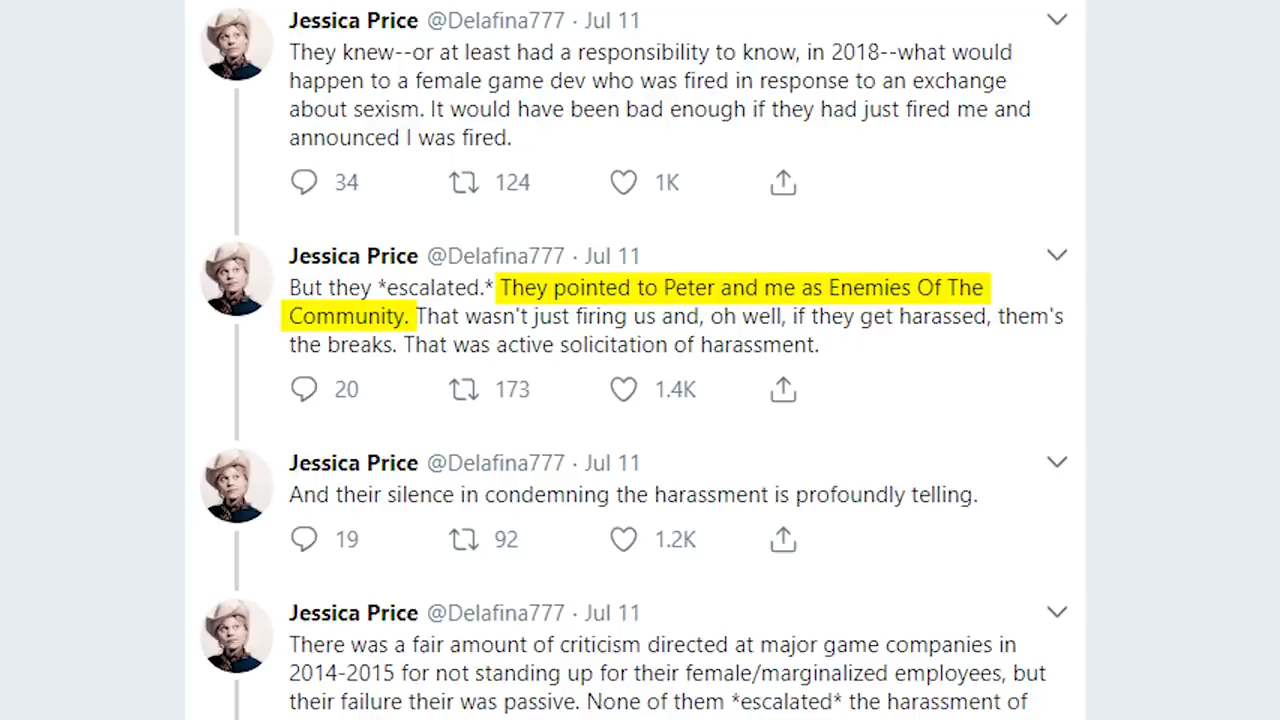 Jessica Price @Delafina777 · Jul 11
They knew--or at least had a responsibility to know, in 2018--what would
happen to a female game dev who was fired in response to an exchange
about sexism. It would have been bad enough if they had just fired me and
announced I was fired.
34 124 1K
Jessica Price @Delafina777 · Jul 11
But they *escalated.* They pointed to Peter and me as Enemies Of The
Community. That wasn't just firing us and, oh well, if they get harassed, them's
the breaks. That was active solicitation of harassment.
20 173 1.4K
Jessica Price @Delafina777 · Jul 11
And their silence in condemning the harassment is profoundly telling.
19 92 1.2K
Jessica Price @Delafina777 · Jul 11
There was a fair amount of criticism directed at major game companies in
2014-2015 for not standing up for their female/marginalized employees, but
their failure their was passive. None of them *escalated* the harassment of